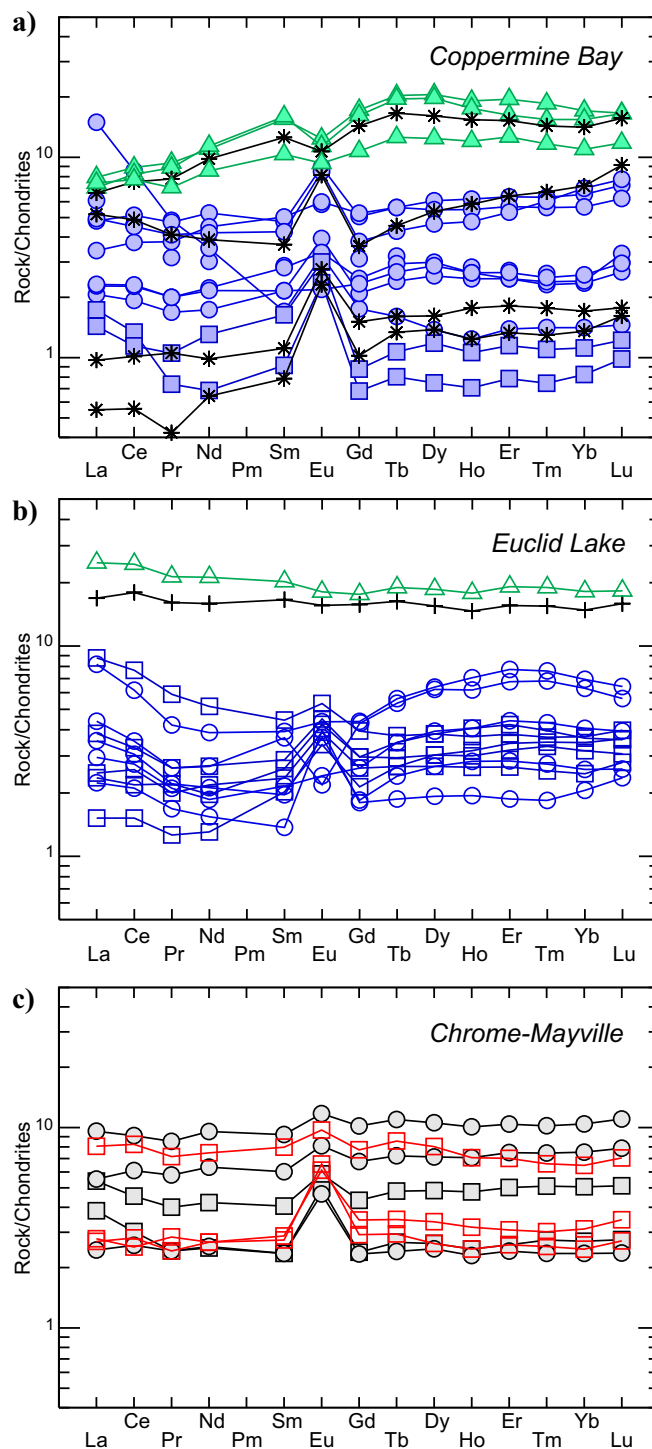 a)
Coppermine Bay
10
1
Rock/Chondrites
Ce Nd Sm Gd Dy Er Yb
La Pr Pm Eu Tb Ho Tm Lu
b)
Euclid Lake
10
1
Rock/Chondrites
Ce Nd Sm Gd Dy Er Yb
La Pr Pm Eu Tb Ho Tm Lu
c)
Chrome-Mayville
10
1
Rock/Chondrites
Ce Nd Sm Gd Dy Er Yb
La Pr Pm Eu Tb Ho Tm Lu